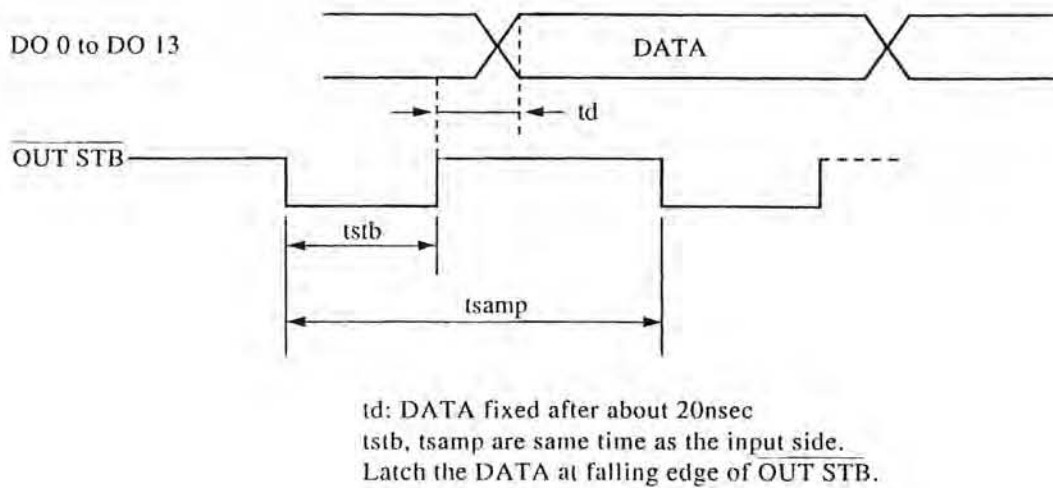 DO 0 to DO 13
DATA
td
OUT STB
tstb
tsamp
td: DATA fixed after about 20nsec
tstb, tsamp are same time as the input side.
Latch the DATA at falling edge of OUT STB.